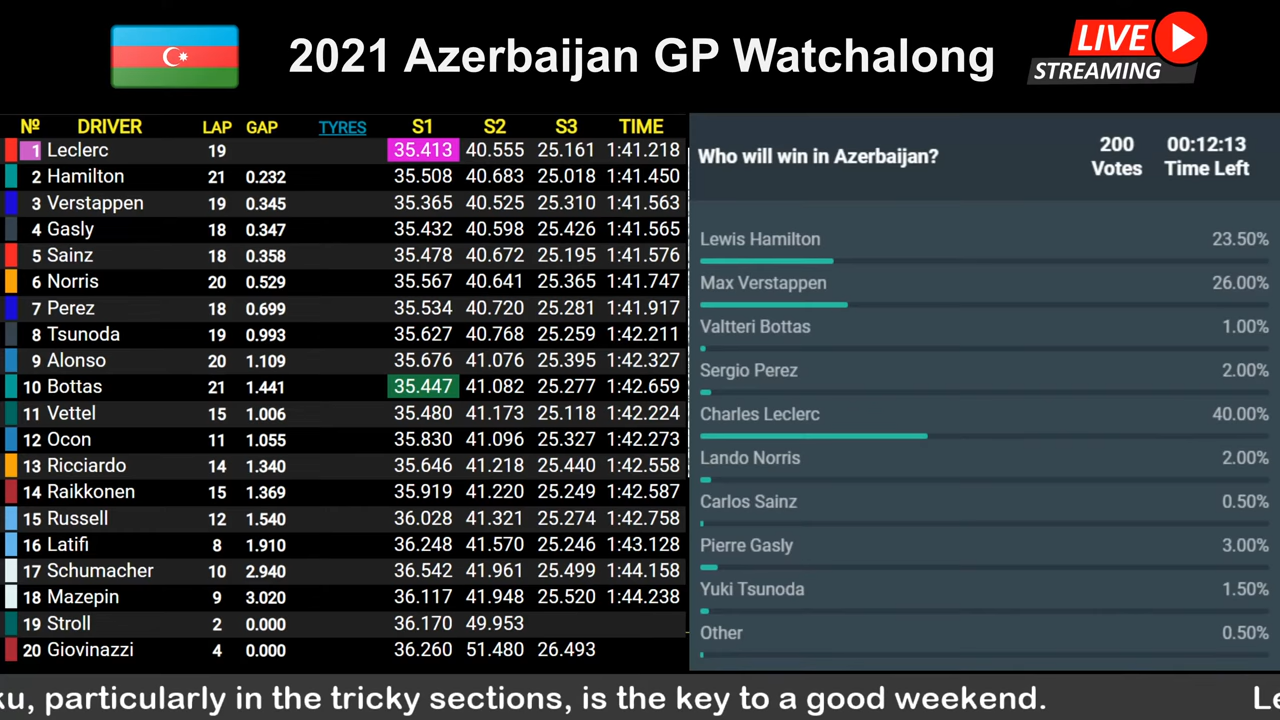 2021 Azerbaijan GP Watchalong
LIVE
STREAMING
Nº DRIVER LAP GAP TYRES S1 S2 S3 TIME
1 Leclerc 19 35.413 40.555 25.161 1:41.218
2 Hamilton 21 0.232 35.508 40.683 25.018 1:41.450
3 Verstappen 19 0.345 35.365 40.525 25.310 1:41.563
4 Gasly 18 0.347 35.432 40.598 25.426 1:41.565
5 Sainz 18 0.358 35.478 40.672 25.195 1:41.576
6 Norris 20 0.529 35.567 40.641 25.365 1:41.747
7 Perez 18 0.699 35.534 40.720 25.281 1:41.917
8 Tsunoda 19 0.993 35.627 40.768 25.259 1:42.211
9 Alonso 20 1.109 35.676 41.076 25.395 1:42.327
10 Bottas 21 1.441 35.447 41.082 25.277 1:42.659
11 Vettel 15 1.006 35.480 41.173 25.118 1:42.224
12 Ocon 11 1.055 35.830 41.096 25.327 1:42.273
13 Ricciardo 14 1.340 35.646 41.218 25.440 1:42.558
14 Raikkonen 15 1.369 35.919 41.220 25.249 1:42.587
15 Russell 12 1.540 36.028 41.321 25.274 1:42.758
16 Latifi 8 1.910 36.248 41.570 25.246 1:43.128
17 Schumacher 10 2.940 36.542 41.961 25.499 1:44.158
18 Mazepin 9 3.020 36.117 41.948 25.520 1:44.238
19 Stroll 2 0.000 36.170 49.953
20 Giovinazzi 4 0.000 36.260 51.480 26.493
Who will win in Azerbaijan?
200 00:12:13
Votes Time Left
Lewis Hamilton 23.50%
Max Verstappen 26.00%
Valtteri Bottas 1.00%
Sergio Perez 2.00%
Charles Leclerc 40.00%
Lando Norris 2.00%
Carlos Sainz 0.50%
Pierre Gasly 3.00%
Yuki Tsunoda 1.50%
Other 0.50%
ku, particularly in the tricky sections, is the key to a good weekend. Le